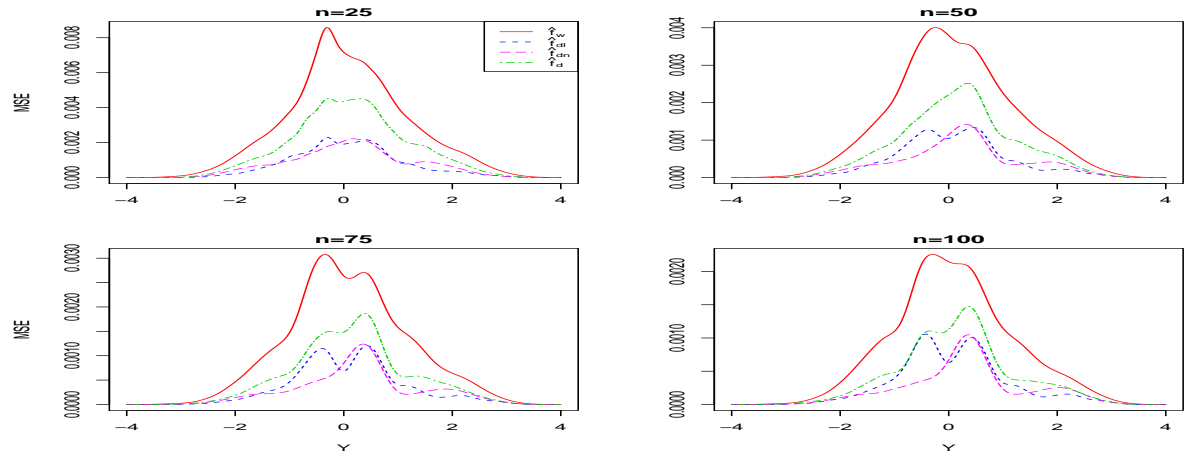 n=25
MSE
0.000 0.002 0.004 0.006 0.008
−4 −2 0 2 4
f̂w
f̂dl
f̂dn
f̂d
n=50
0.000 0.001 0.002 0.003 0.004
−4 −2 0 2 4
n=75
MSE
0.0000 0.0010 0.0020 0.0030
−4 −2 0 2 4
Y
n=100
0.0000 0.0010 0.0020
−4 −2 0 2 4
Y